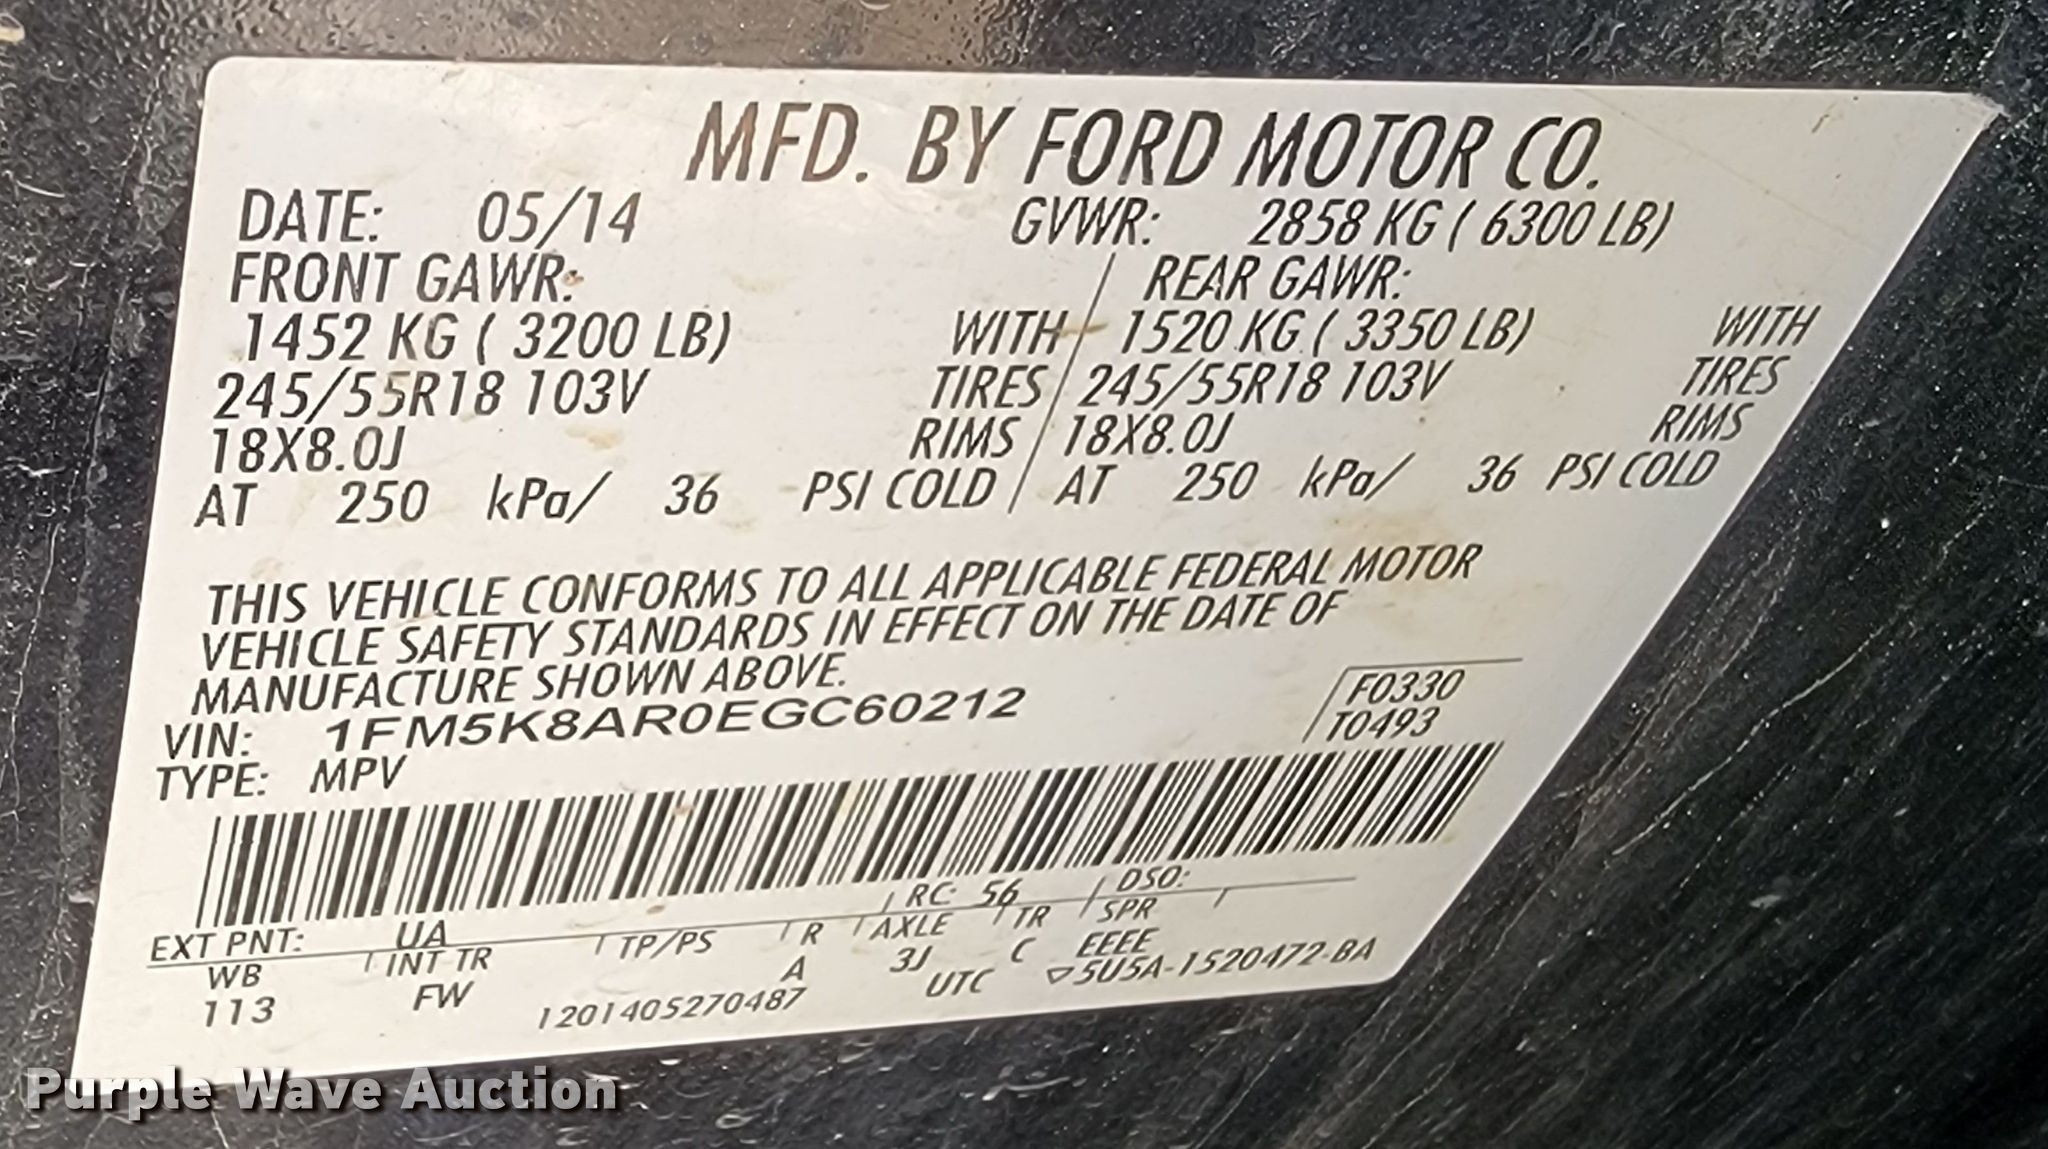 MFD. BY FORD MOTOR CO.
DATE: 05/14 GVWR: 2858 KG ( 6300 LB)
FRONT GAWR: REAR GAWR:
1452 KG ( 3200 LB) WITH 1520 KG ( 3350 LB) WITH
245/55R18 103V TIRES 245/55R18 103V TIRES
18X8.0J RIMS 18X8.0J RIMS
AT 250 kPa/ 36 PSI COLD AT 250 kPa/ 36 PSI COLD
THIS VEHICLE CONFORMS TO ALL APPLICABLE FEDERAL MOTOR
VEHICLE SAFETY STANDARDS IN EFFECT ON THE DATE OF
MANUFACTURE SHOWN ABOVE.
F0330
VIN: 1FM5K8AR0EGC60212
T0493
TYPE: MPV
EXT PNT: UA RC: 56 DSO:
WB INT TR TP/PS R AXLE TR SPR
113 FW A 3J C EEEE
1201405270487 UTC ▽5U5A-1520472-BA
Purple Wave Auction